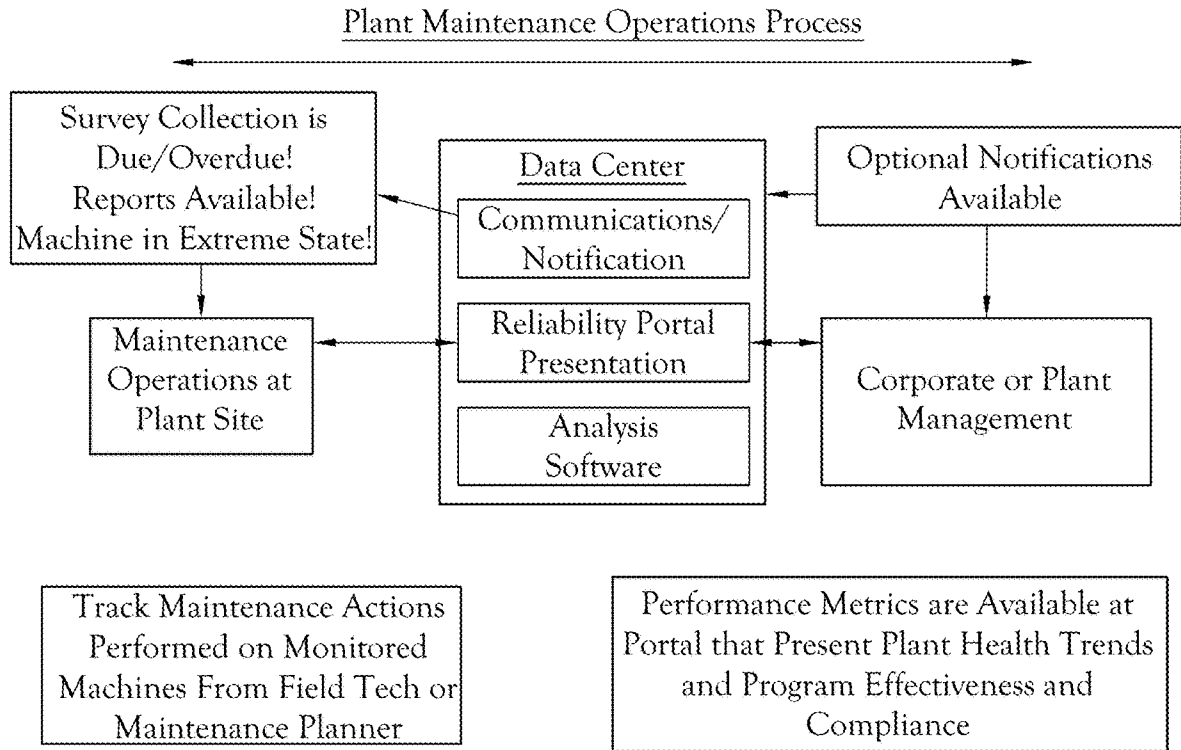 Plant Maintenance Operations Process
Survey Collection is
Due/Overdue!
Reports Available!
Machine in Extreme State!
Data Center
Communications/
Notification
Optional Notifications
Available
Maintenance
Operations at
Plant Site
Reliability Portal
Presentation
Corporate or Plant
Management
Analysis
Software
Track Maintenance Actions
Performed on Monitored
Machines From Field Tech or
Maintenance Planner
Performance Metrics are Available at
Portal that Present Plant Health Trends
and Program Effectiveness and
Compliance